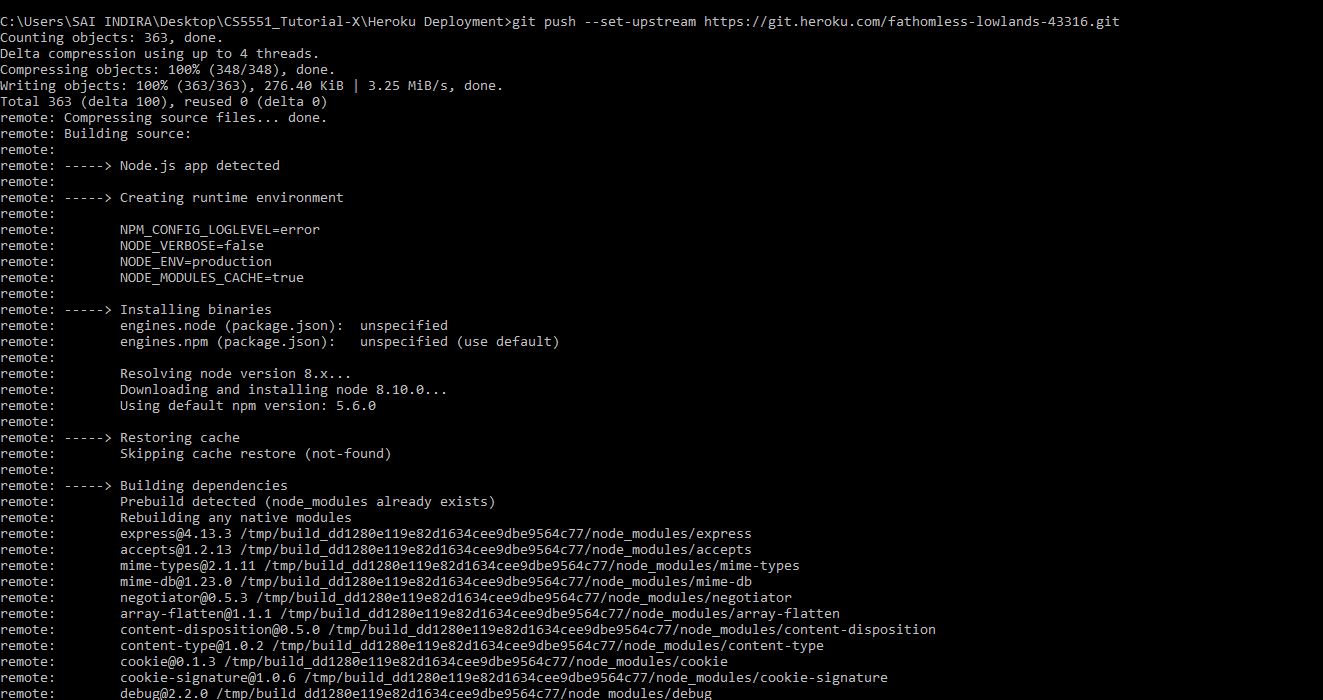 C:\Users\SAI INDIRA\Desktop\CS5551_Tutorial-X\Heroku Deployment>git push --set-upstream https://git.heroku.com/fathomless-lowlands-43316.git
Counting objects: 363, done.
Delta compression using up to 4 threads.
Compressing objects: 100% (348/348), done.
Writing objects: 100% (363/363), 276.40 KiB | 3.25 MiB/s, done.
Total 363 (delta 100), reused 0 (delta 0)
remote: Compressing source files... done.
remote: Building source:
remote:
remote: -----> Node.js app detected
remote:
remote: -----> Creating runtime environment
remote:
remote:        NPM_CONFIG_LOGLEVEL=error
remote:        NODE_VERBOSE=false
remote:        NODE_ENV=production
remote:        NODE_MODULES_CACHE=true
remote:
remote: -----> Installing binaries
remote:        engines.node (package.json):  unspecified
remote:        engines.npm (package.json):   unspecified (use default)
remote:
remote:        Resolving node version 8.x...
remote:        Downloading and installing node 8.10.0...
remote:        Using default npm version: 5.6.0
remote:
remote: -----> Restoring cache
remote:        Skipping cache restore (not-found)
remote:
remote: -----> Building dependencies
remote:        Prebuild detected (node_modules already exists)
remote:        Rebuilding any native modules
remote:        express@4.13.3 /tmp/build_dd1280e119e82d1634cee9dbe9564c77/node_modules/express
remote:        accepts@1.2.13 /tmp/build_dd1280e119e82d1634cee9dbe9564c77/node_modules/accepts
remote:        mime-types@2.1.11 /tmp/build_dd1280e119e82d1634cee9dbe9564c77/node_modules/mime-types
remote:        mime-db@1.23.0 /tmp/build_dd1280e119e82d1634cee9dbe9564c77/node_modules/mime-db
remote:        negotiator@0.5.3 /tmp/build_dd1280e119e82d1634cee9dbe9564c77/node_modules/negotiator
remote:        array-flatten@1.1.1 /tmp/build_dd1280e119e82d1634cee9dbe9564c77/node_modules/array-flatten
remote:        content-disposition@0.5.0 /tmp/build_dd1280e119e82d1634cee9dbe9564c77/node_modules/content-disposition
remote:        content-type@1.0.2 /tmp/build_dd1280e119e82d1634cee9dbe9564c77/node_modules/content-type
remote:        cookie@0.1.3 /tmp/build_dd1280e119e82d1634cee9dbe9564c77/node_modules/cookie
remote:        cookie-signature@1.0.6 /tmp/build_dd1280e119e82d1634cee9dbe9564c77/node_modules/cookie-signature
remote:        debug@2.2.0 /tmp/build_dd1280e119e82d1634cee9dbe9564c77/node_modules/debug